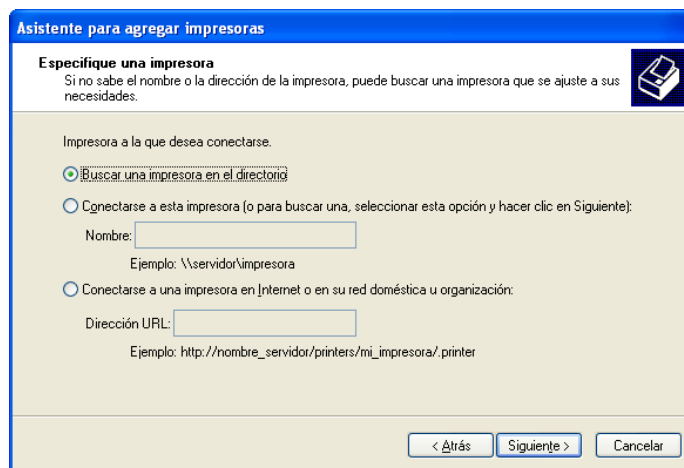 Asistente para agregar impresoras
Especifique una impresora
Si no sabe el nombre o la dirección de la impresora, puede buscar una impresora que se ajuste a sus
necesidades.
Impresora a la que desea conectarse.
Buscar una impresora en el directorio
Conectarse a esta impresora (o para buscar una, seleccionar esta opción y hacer clic en Siguiente):
Nombre:
Ejemplo: \\servidor\impresora
Conectarse a una impresora en Internet o en su red doméstica u organización:
Dirección URL:
Ejemplo: http://nombre_servidor/printers/mi_impresora/.printer
< Atrás Siguiente > Cancelar